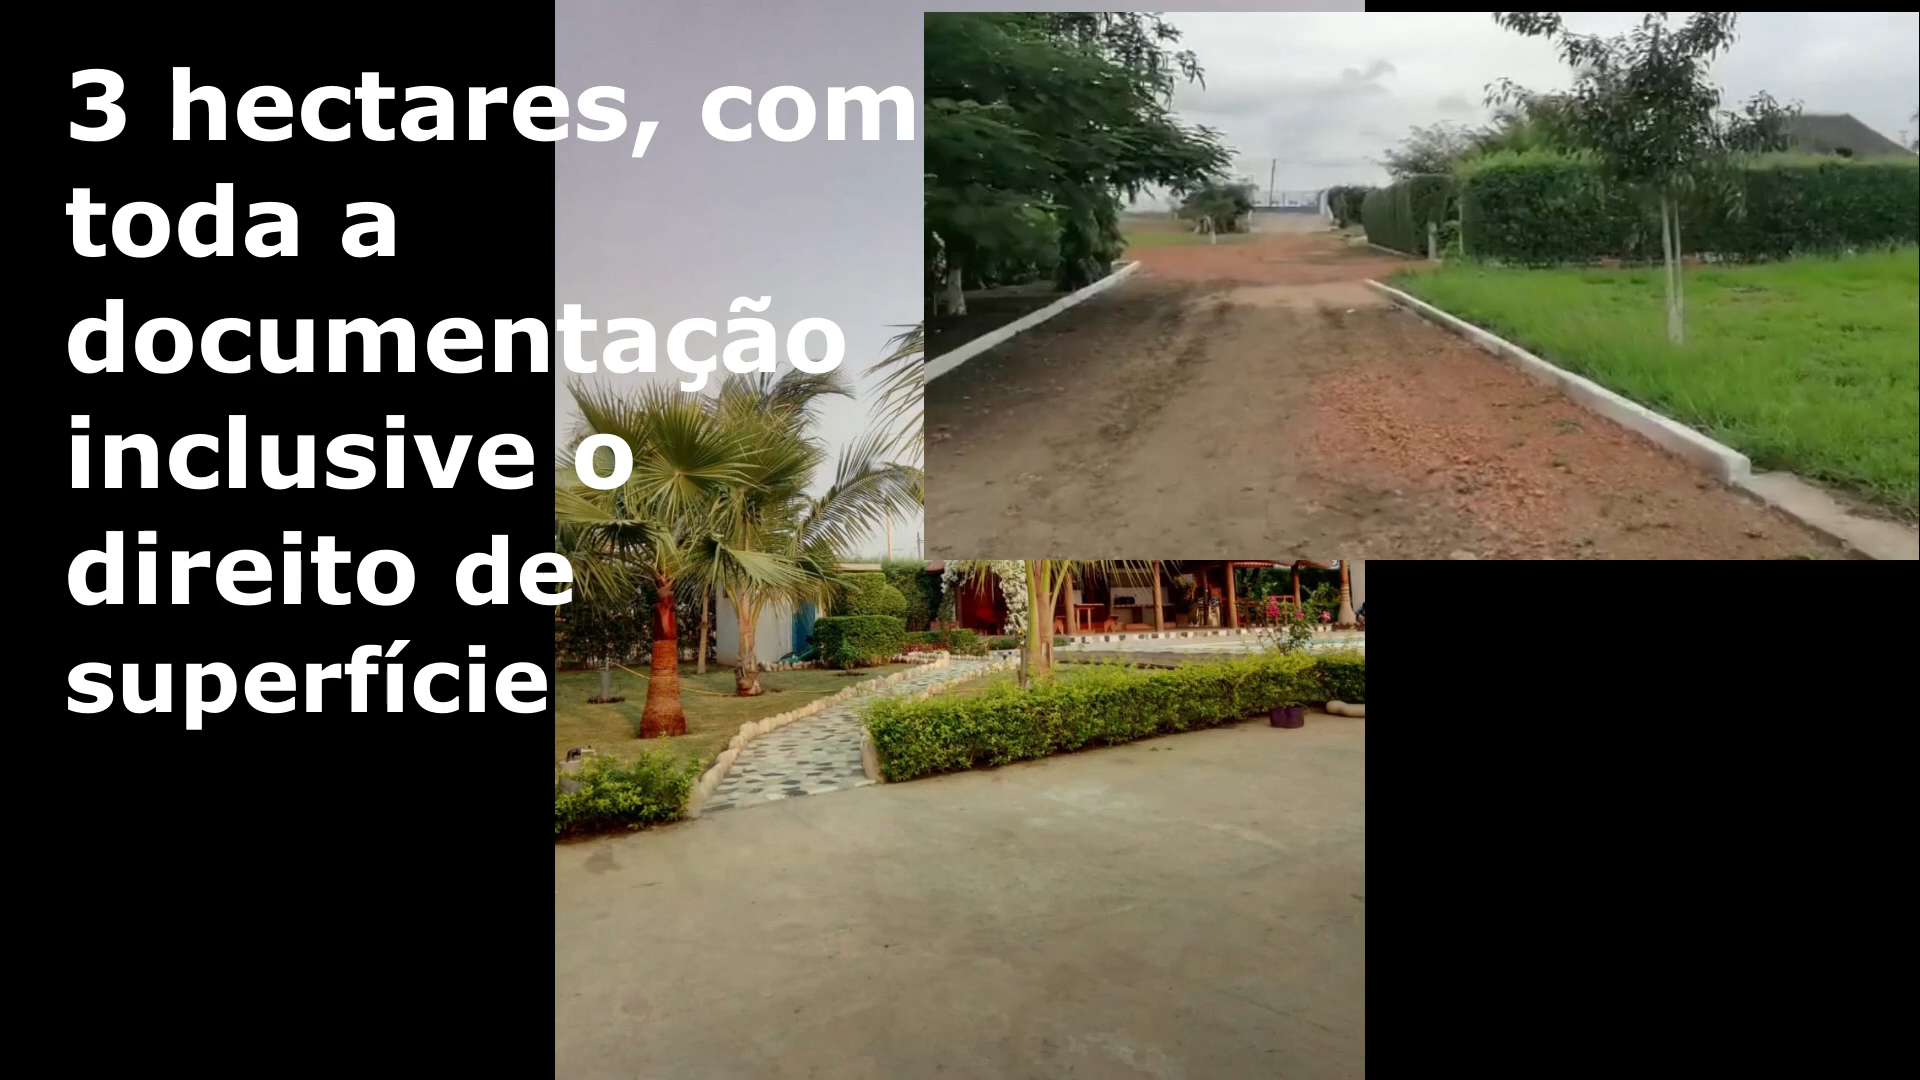 3 hectares, com
toda a
documentação
inclusive o
direito de
superfície